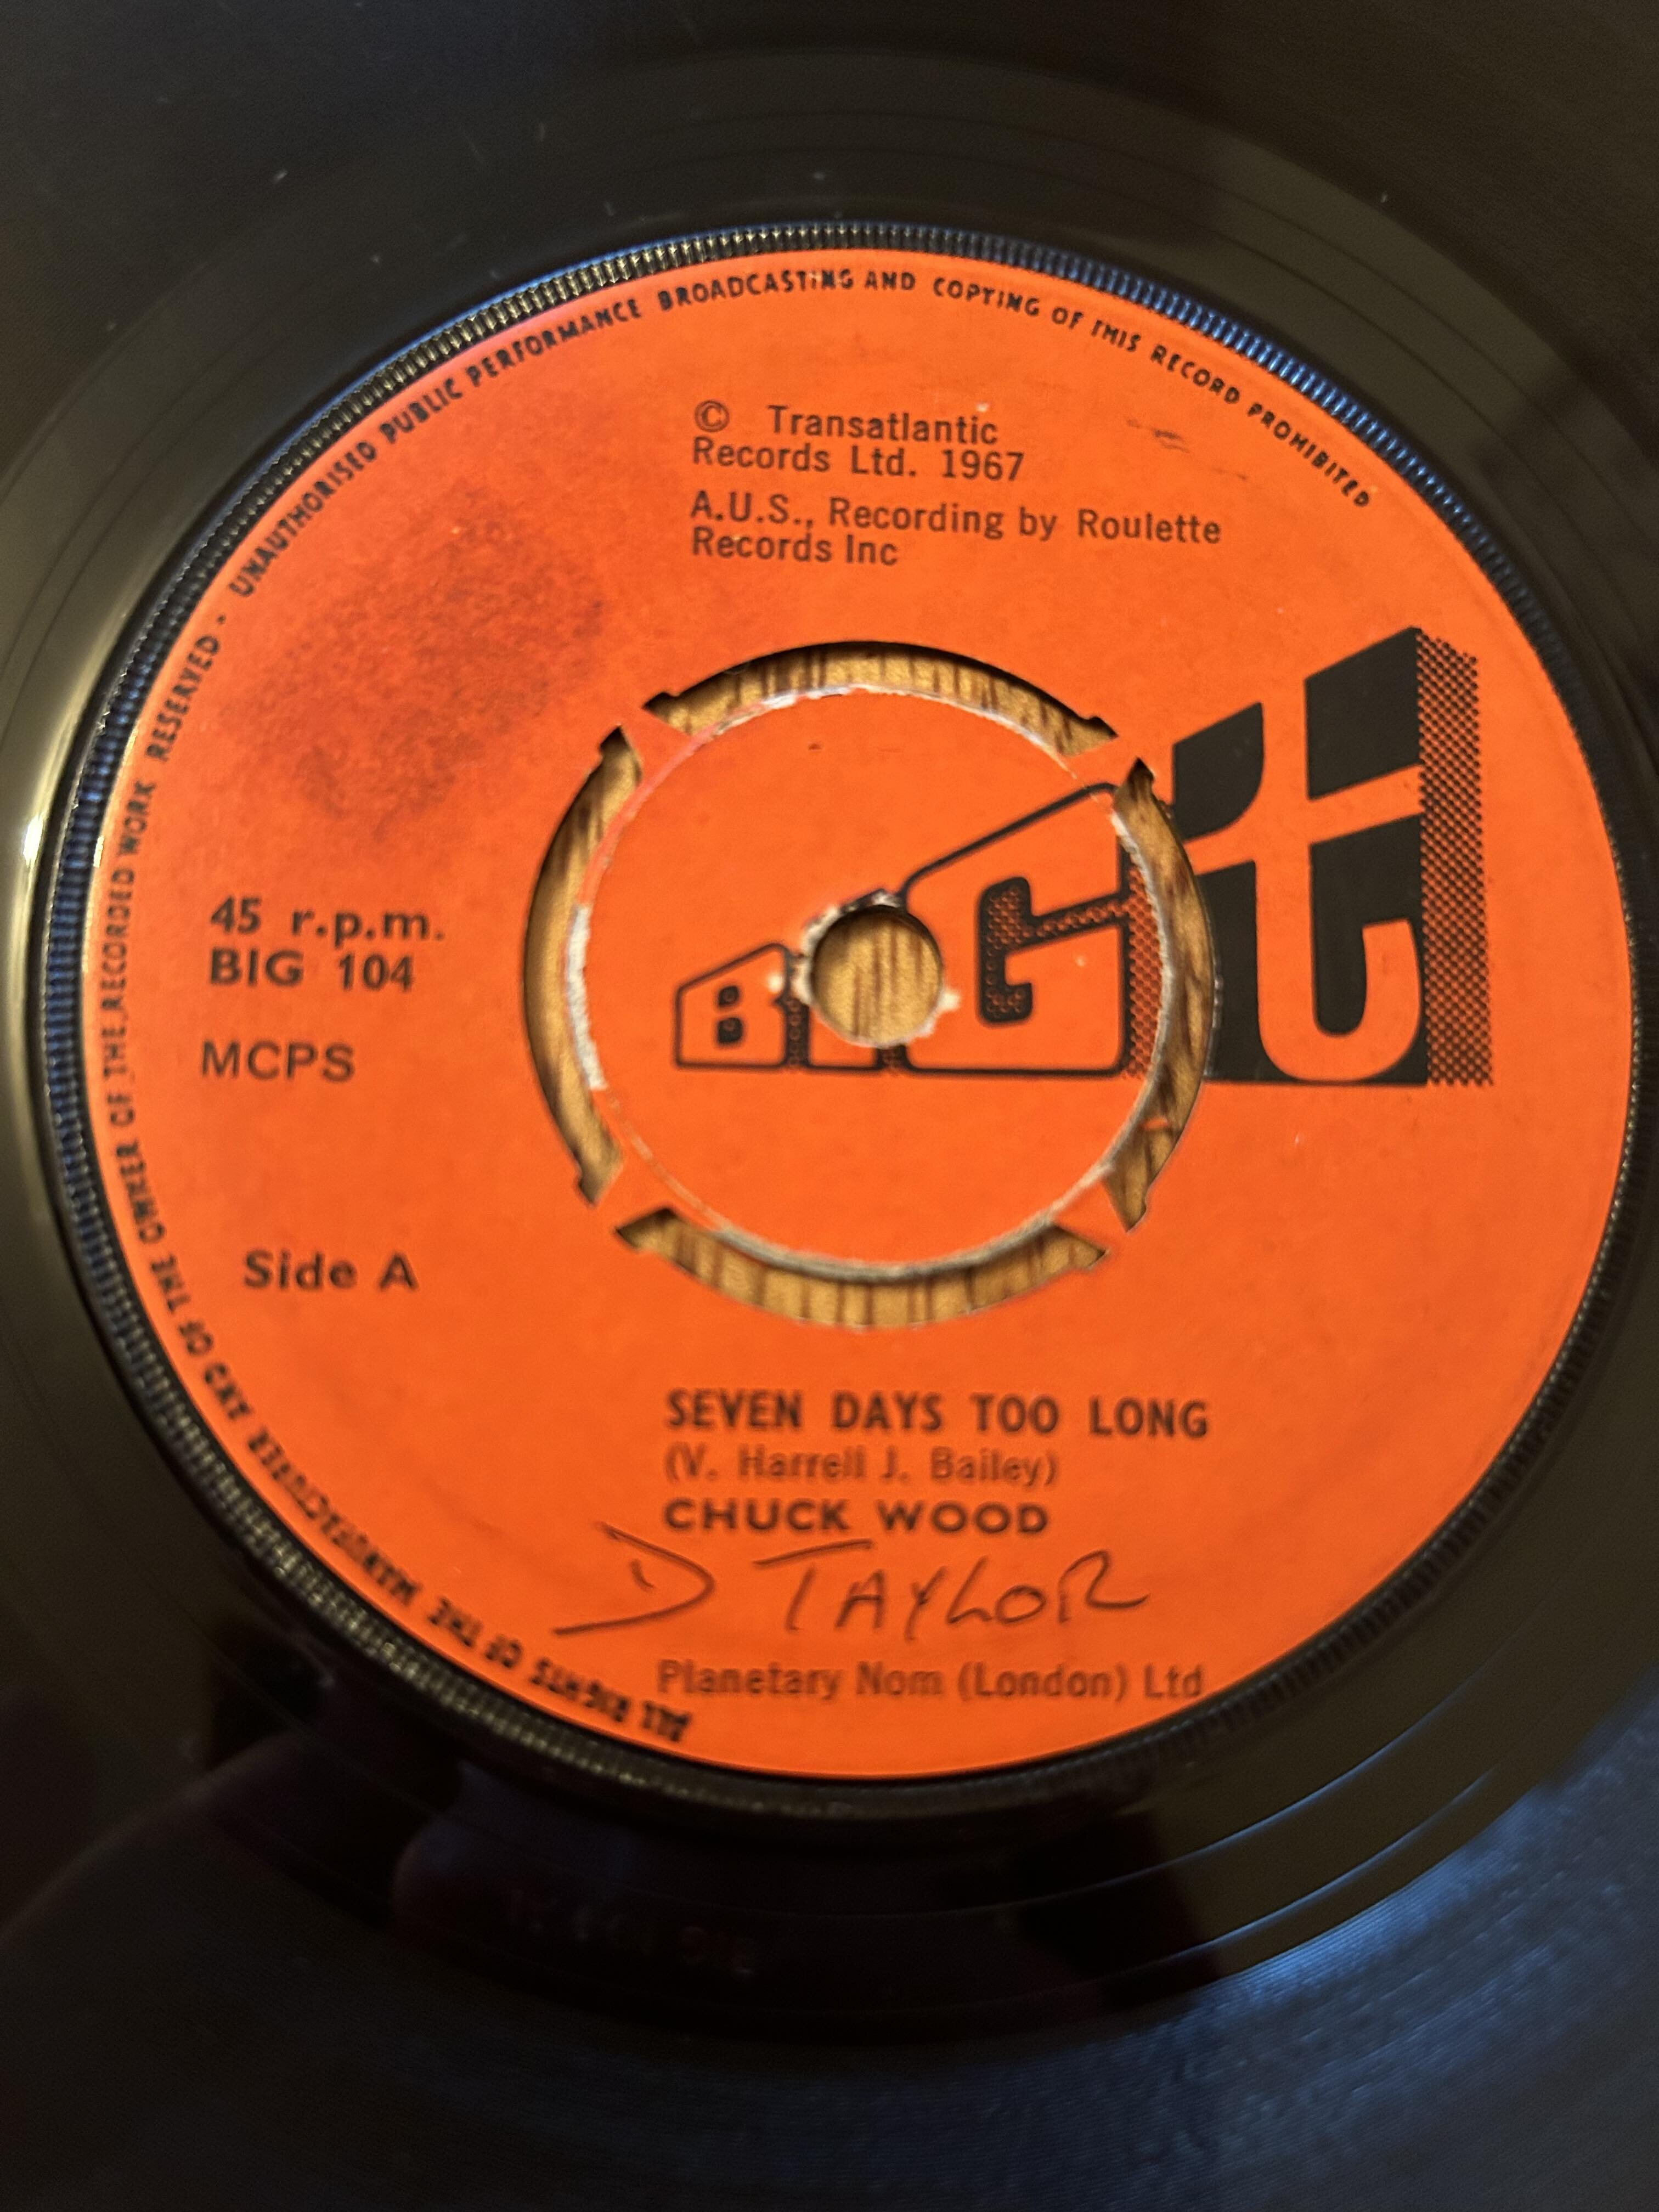 ALL RIGHTS OF THE MANUFACTURER AND OF THE OWNER OF THE RECORDED WORK RESERVED - UNAUTHORISED PUBLIC PERFORMANCE BROADCASTING AND COPYING OF THIS RECORD PROHIBITED
© Transatlantic
Records Ltd. 1967
A.U.S., Recording by Roulette
Records Inc
BIG T
45 r.p.m.
BIG 104
MCPS
Side A
SEVEN DAYS TOO LONG
(V. Harrell J. Bailey)
CHUCK WOOD
D TAYLOR
Planetary Nom (London) Ltd